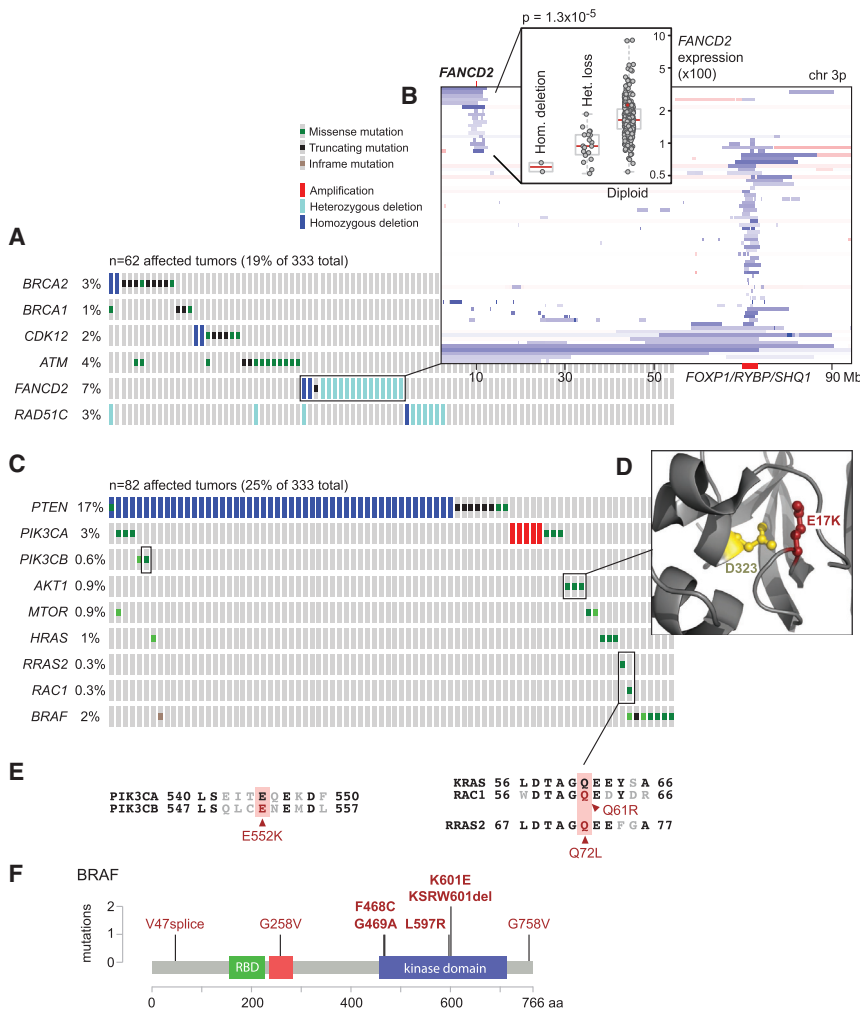 p = 1.3x10-5
B
FANCD2
Hom. deletion
Het. loss
Diploid
10
5
2
1
0.5
FANCD2
expression
(x100)
chr 3p
10
30
50
FOXP1/RYBP/SHQ1
90 Mb
Missense mutation
Truncating mutation
Inframe mutation
Amplification
Heterozygous deletion
Homozygous deletion
A
n=62 affected tumors (19% of 333 total)
BRCA2 3%
BRCA1 1%
CDK12 2%
ATM 4%
FANCD2 7%
RAD51C 3%
C
n=82 affected tumors (25% of 333 total)
PTEN 17%
PIK3CA 3%
PIK3CB 0.6%
AKT1 0.9%
MTOR 0.9%
HRAS 1%
RRAS2 0.3%
RAC1 0.3%
BRAF 2%
D
E17K
D323
E
PIK3CA 540 LSEITEQEKDF 550
PIK3CB 547 LSQLCENEMDL 557
E552K
KRAS 56 LDTAGQEEYSA 66
RAC1 WDTAGQEDYDR 66
Q61R
RRAS2 67 LDTAGQEEFGA 77
Q72L
F
BRAF
mutations
2
1
0
V47splice
G258V
F468C
G469A
L597R
K601E
KSRW601del
G758V
RBD
kinase domain
0
200
400
600
766 aa